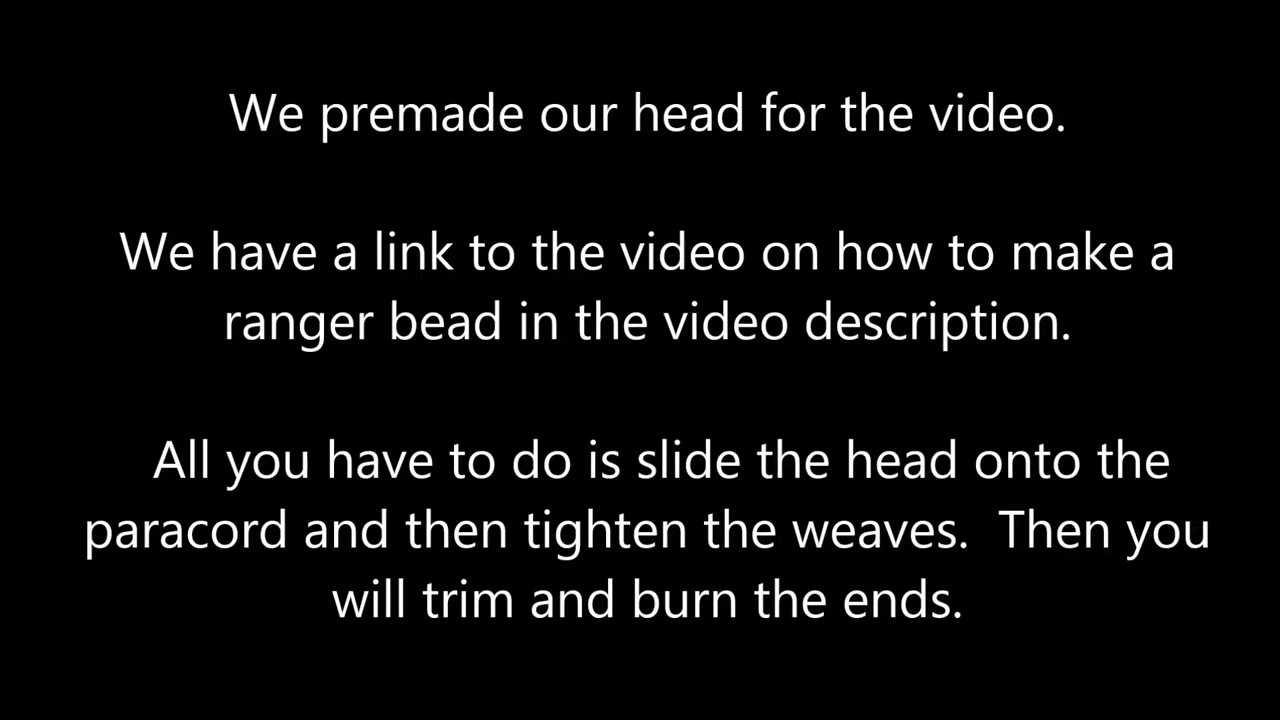 We premade our head for the video.
We have a link to the video on how to make a
ranger bead in the video description.
All you have to do is slide the head onto the
paracord and then tighten the weaves.  Then you
will trim and burn the ends.